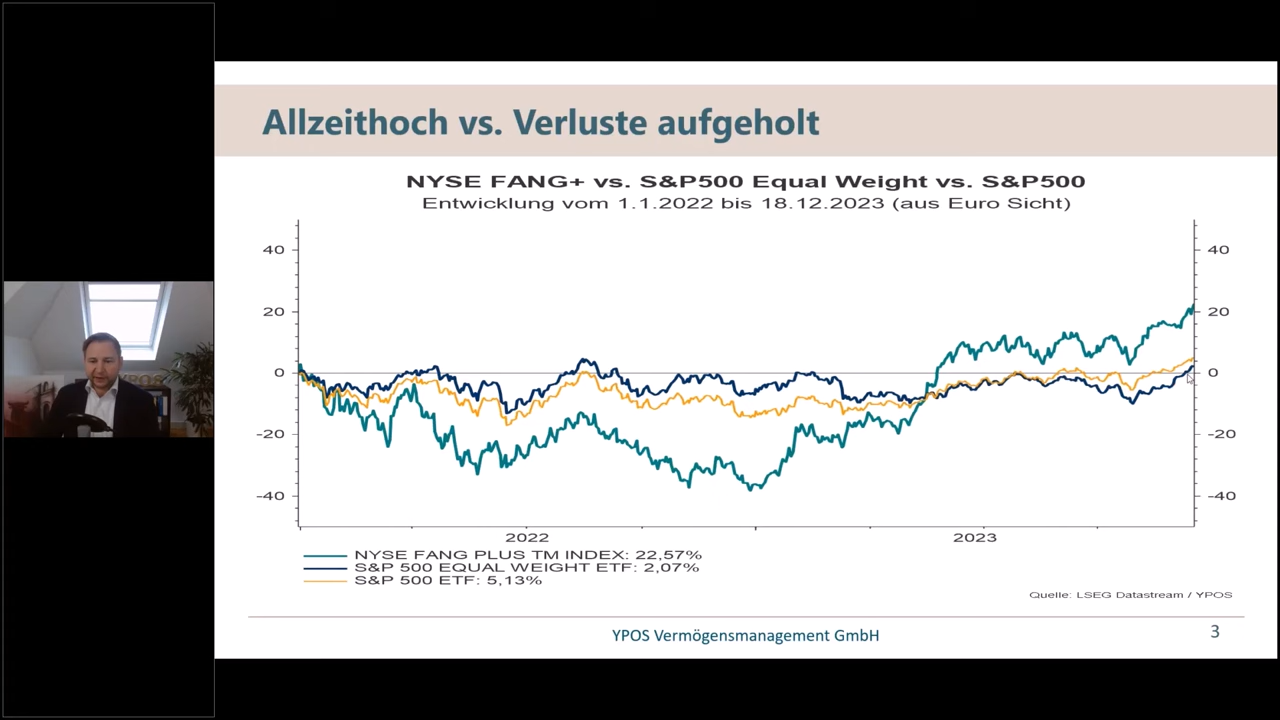 Allzeithoch vs. Verluste aufgeholt
NYSE FANG+ vs. S&P500 Equal Weight vs. S&P500
Entwicklung vom 1.1.2022 bis 18.12.2023 (aus Euro Sicht)
40 40
20 20
0 0
-20 -20
-40 -40
2022 2023
NYSE FANG PLUS TM INDEX: 22,57%
S&P 500 EQUAL WEIGHT ETF: 2,07%
S&P 500 ETF: 5,13%
Quelle: LSEG Datastream / YPOS
YPOS Vermögensmanagement GmbH
3